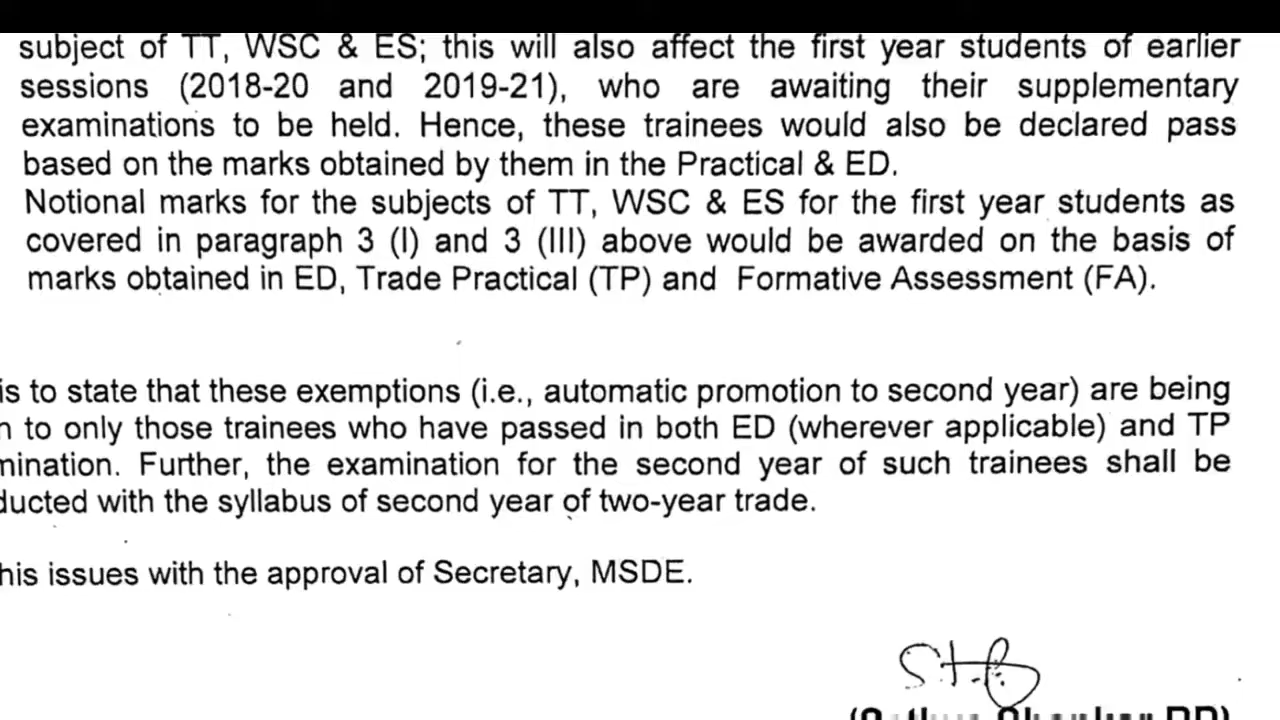 subject of TT, WSC & ES; this will also affect the first year students of earlier
sessions (2018-20 and 2019-21), who are awaiting their supplementary
examinations to be held. Hence, these trainees would also be declared pass
based on the marks obtained by them in the Practical & ED.
Notional marks for the subjects of TT, WSC & ES for the first year students as
covered in paragraph 3 (I) and 3 (III) above would be awarded on the basis of
marks obtained in ED, Trade Practical (TP) and Formative Assessment (FA).
is to state that these exemptions (i.e., automatic promotion to second year) are being
n to only those trainees who have passed in both ED (wherever applicable) and TP
mination. Further, the examination for the second year of such trainees shall be
ducted with the syllabus of second year of two-year trade.
his issues with the approval of Secretary, MSDE.